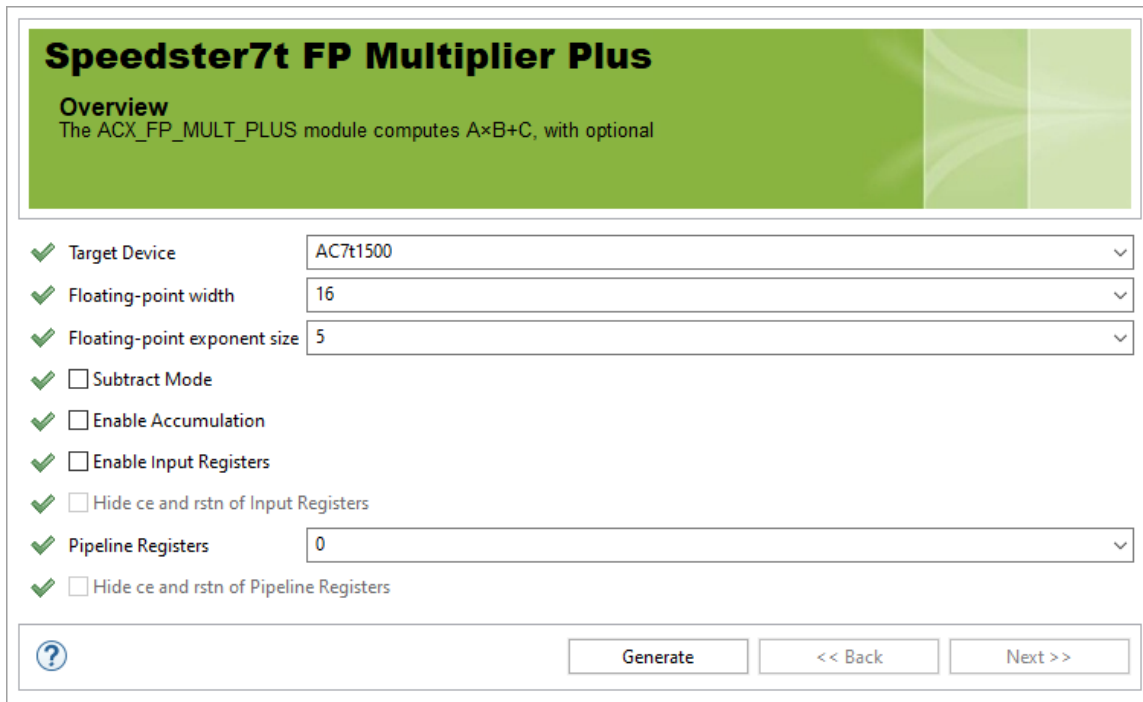 Speedster7t FP Multiplier Plus
Overview
The ACX_FP_MULT_PLUS module computes A×B+C, with optional
Target Device AC7t1500
Floating-point width 16
Floating-point exponent size 5
Subtract Mode
Enable Accumulation
Enable Input Registers
Hide ce and rstn of Input Registers
Pipeline Registers 0
Hide ce and rstn of Pipeline Registers
? Generate << Back Next >>